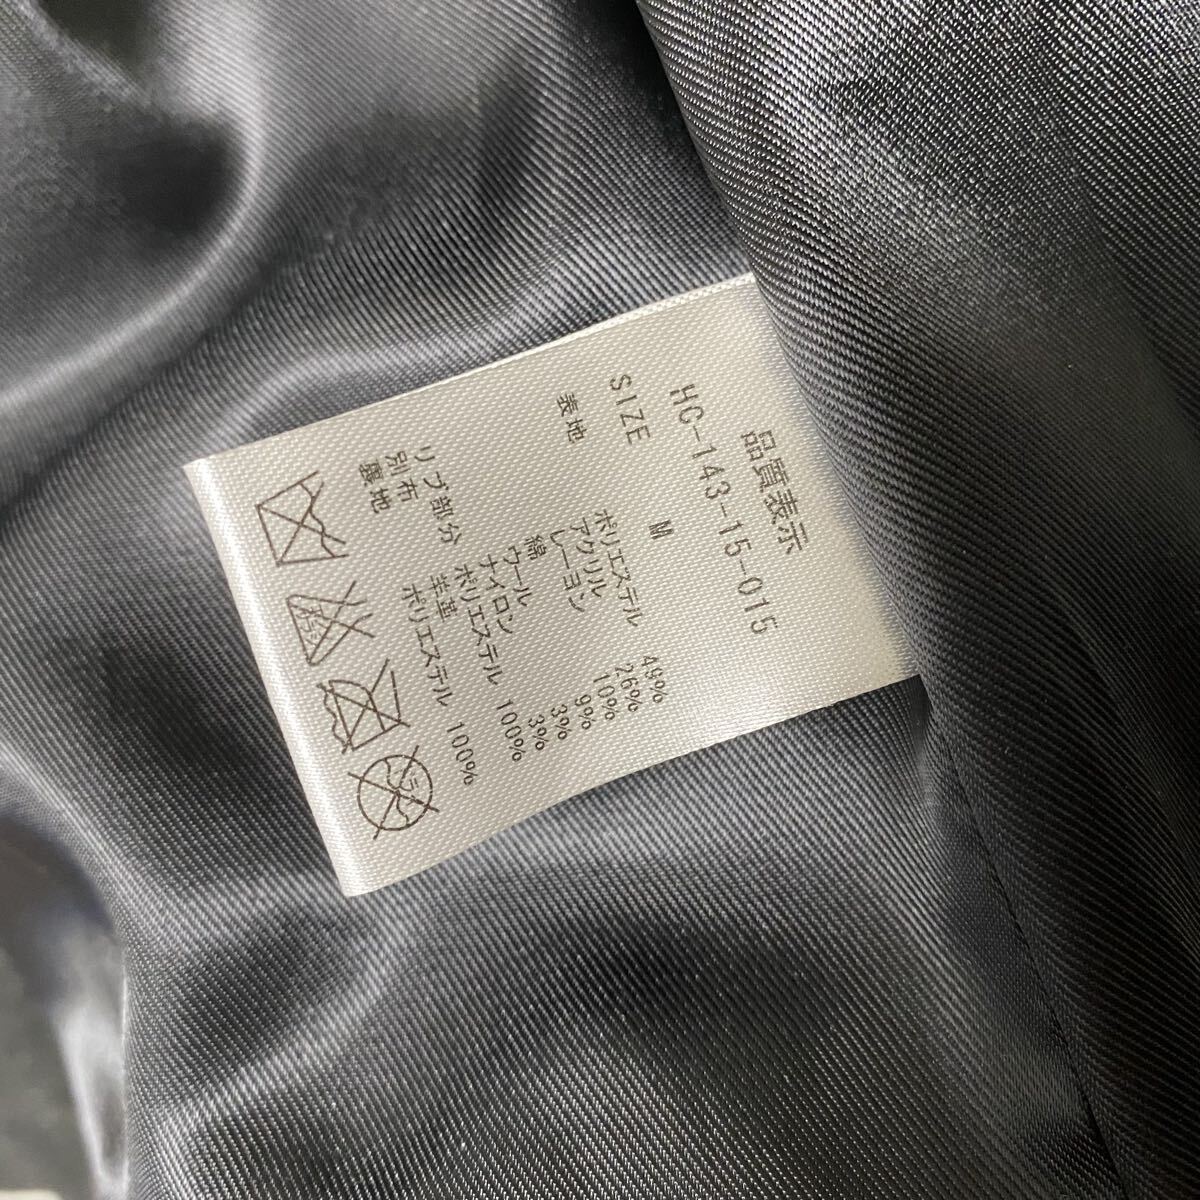 品質表示
HC-143-15-015
SIZE M
表地 ポリエステル 49%
アクリル 26%
レーヨン 10%
綿 9%
ウール 3%
ナイロン 3%
リブ部分 ポリエステル 100%
別布 羊革
裏地 ポリエステル 100%